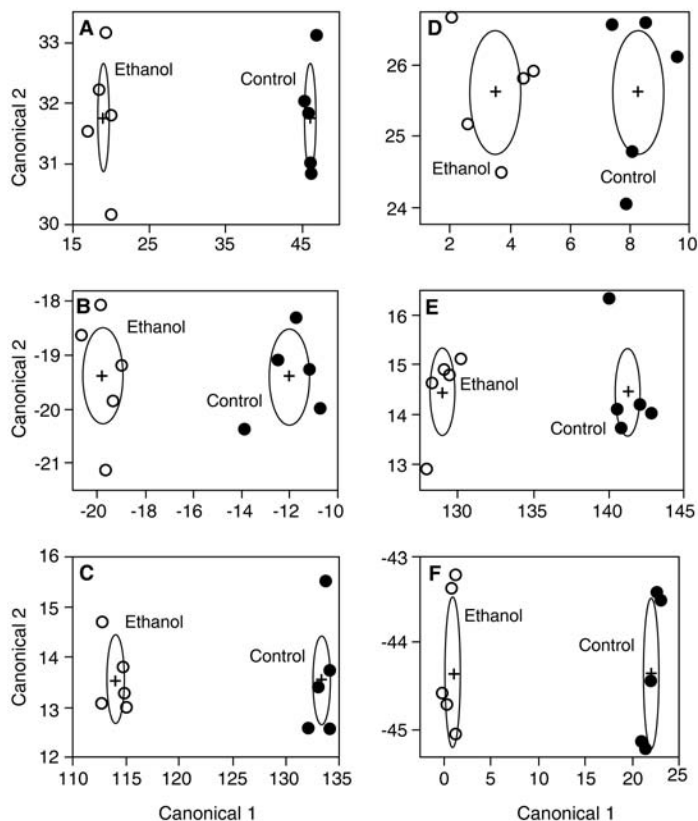 A
Ethanol
Control
Canonical 2
33
32
31
30
15
25
35
45
D
Ethanol
Control
26
25
24
2
4
6
8
10
B
Ethanol
Control
Canonical 2
-18
-19
-20
-21
-20
-18
-16
-14
-12
-10
E
Ethanol
Control
16
15
14
13
130
135
140
145
C
Ethanol
Control
Canonical 2
16
15
14
13
12
110
115
120
125
130
135
Canonical 1
F
Ethanol
Control
-43
-44
-45
0
5
10
15
20
25
Canonical 1